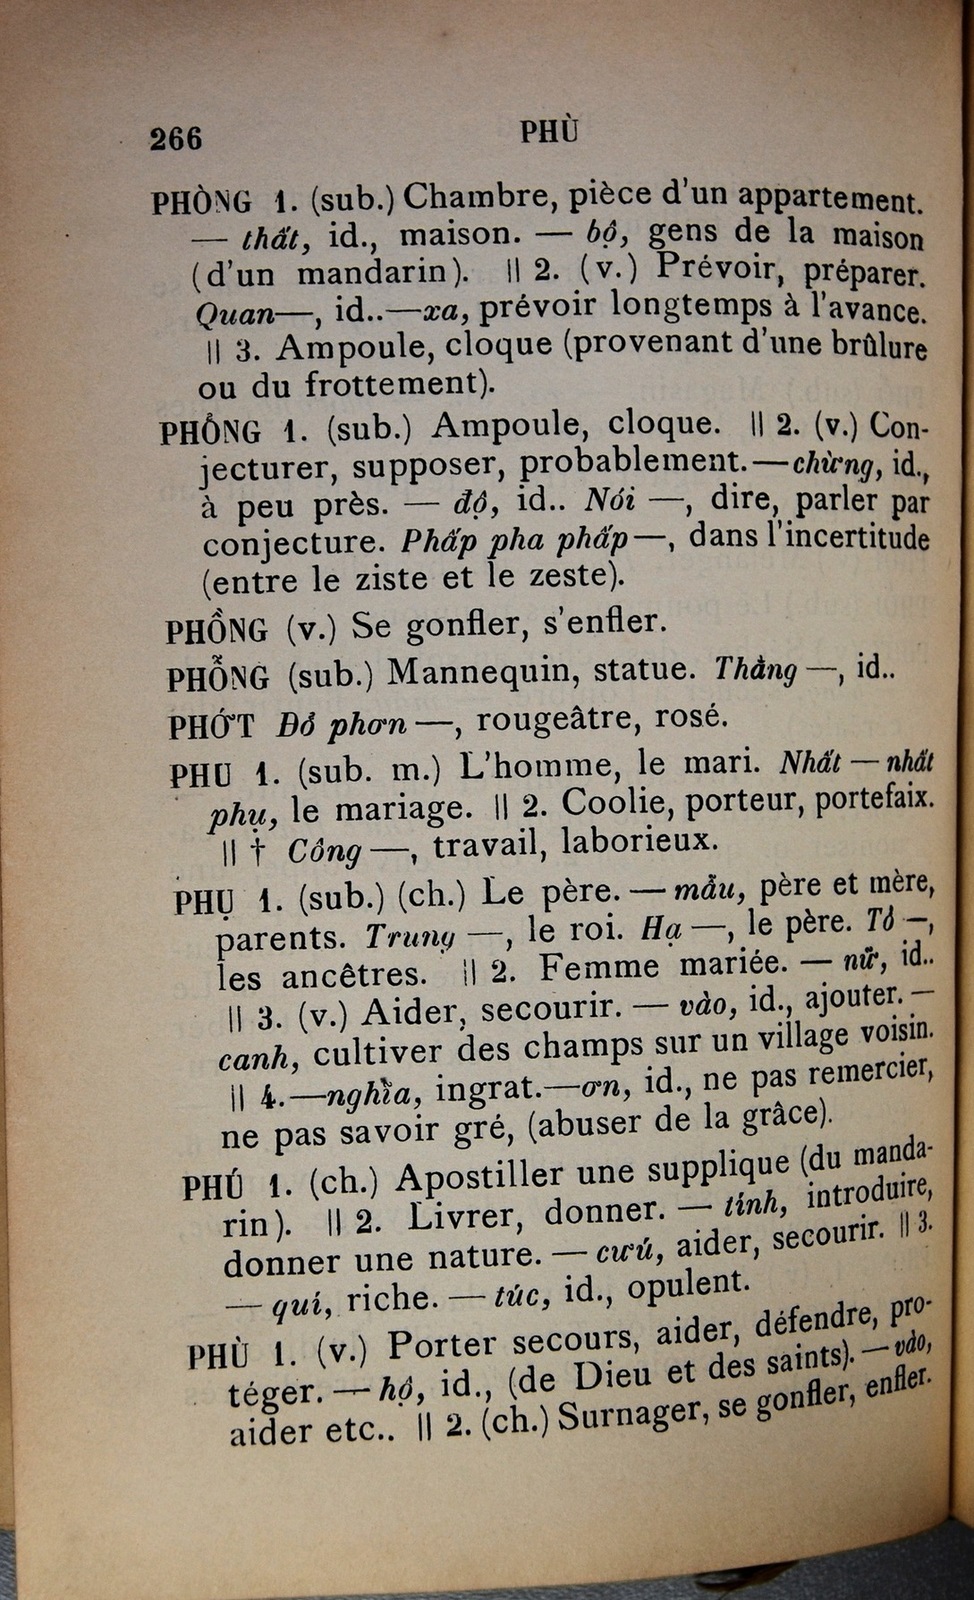 266 PHÙ
PHÒNG 1. (sub.) Chambre, pièce d'un appartement.
— thất, id., maison. — bộ, gens de la maison
(d'un mandarin). || 2. (v.) Prévoir, préparer.
Quan—, id..—xa, prévoir longtemps à l'avance.
|| 3. Ampoule, cloque (provenant d'une brûlure
ou du frottement).
PHỎNG 1. (sub.) Ampoule, cloque. || 2. (v.) Con-
jecturer, supposer, probablement.—chừng, id.,
à peu près. — độ, id.. Nói —, dire, parler par
conjecture. Phấp pha phấp—, dans l'incertitude
(entre le ziste et le zeste).
PHỒNG (v.) Se gonfler, s'enfler.
PHỖNG (sub.) Mannequin, statue. Thằng —, id..
PHỚT Đỏ phơn —, rougeâtre, rosé.
PHU 1. (sub. m.) L'homme, le mari. Nhất — nhất
phụ, le mariage. || 2. Coolie, porteur, portefaix.
|| † Công —, travail, laborieux.
PHỤ 1. (sub.) (ch.) Le père. — mẫu, père et mère,
parents. Trung —, le roi. Hạ —, le père. Tổ —,
les ancêtres. || 2. Femme mariée. — nữ, id..
|| 3. (v.) Aider, secourir. — vào, id., ajouter. —
canh, cultiver des champs sur un village voisin.
|| 4.—nghĩa, ingrat.—ơn, id., ne pas remercier,
ne pas savoir gré, (abuser de la grâce).
PHÚ 1. (ch.) Apostiller une supplique (du manda-
rin). || 2. Livrer, donner. — tính, introduire,
donner une nature. — cưú, aider, secourir. || 3.
— quí, riche. — túc, id., opulent.
PHÙ 1. (v.) Porter secours, aider, défendre, pro-
téger. — hộ, id., (de Dieu et des saints). — vào,
aider etc.. || 2. (ch.) Surnager, se gonfler, enfler.